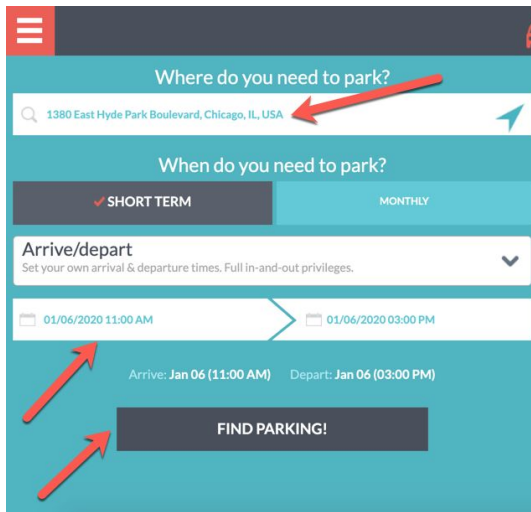 Where do you need to park?
1380 East Hyde Park Boulevard, Chicago, IL, USA
When do you need to park?
SHORT TERM
MONTHLY
Arrive/depart
Set your own arrival & departure times. Full in-and-out privileges.
01/06/2020 11:00 AM
01/06/2020 03:00 PM
Arrive: Jan 06 (11:00 AM) Depart: Jan 06 (03:00 PM)
FIND PARKING!